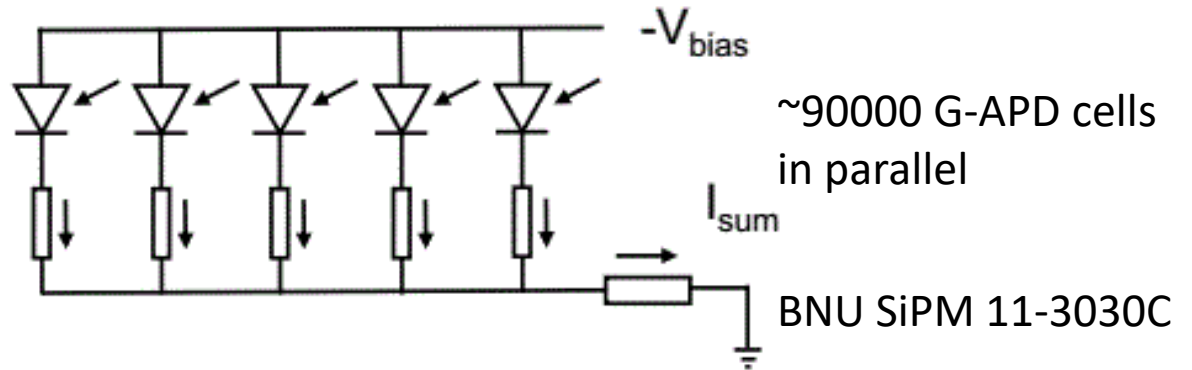 -Vbias
~90000 G-APD cells
in parallel
Isum
BNU SiPM 11-3030C